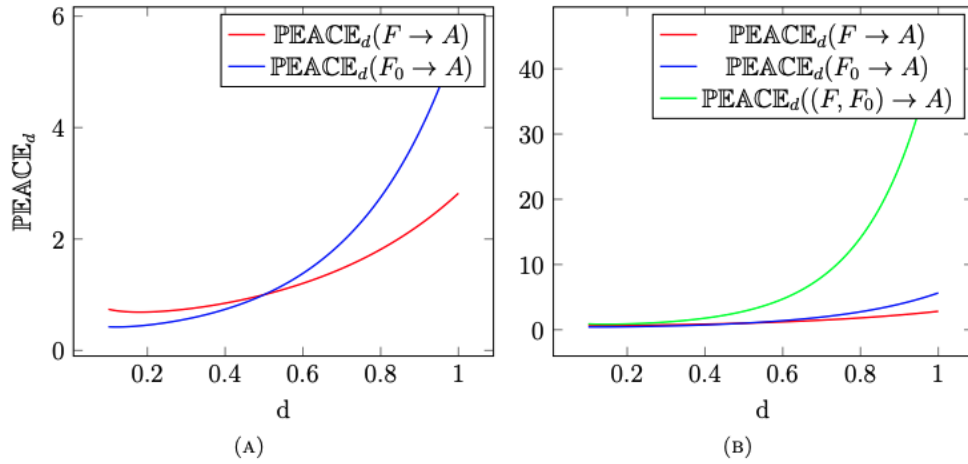 6
4
2
0
ℙ𝔼𝔸ℂ𝔼_d
ℙ𝔼𝔸ℂ𝔼_d(F → A)
ℙ𝔼𝔸ℂ𝔼_d(F_0 → A)
0.2 0.4 0.6 0.8 1
d
(A)
40
30
20
10
0
ℙ𝔼𝔸ℂ𝔼_d(F → A)
ℙ𝔼𝔸ℂ𝔼_d(F_0 → A)
ℙ𝔼𝔸ℂ𝔼_d((F, F_0) → A)
0.2 0.4 0.6 0.8 1
d
(B)